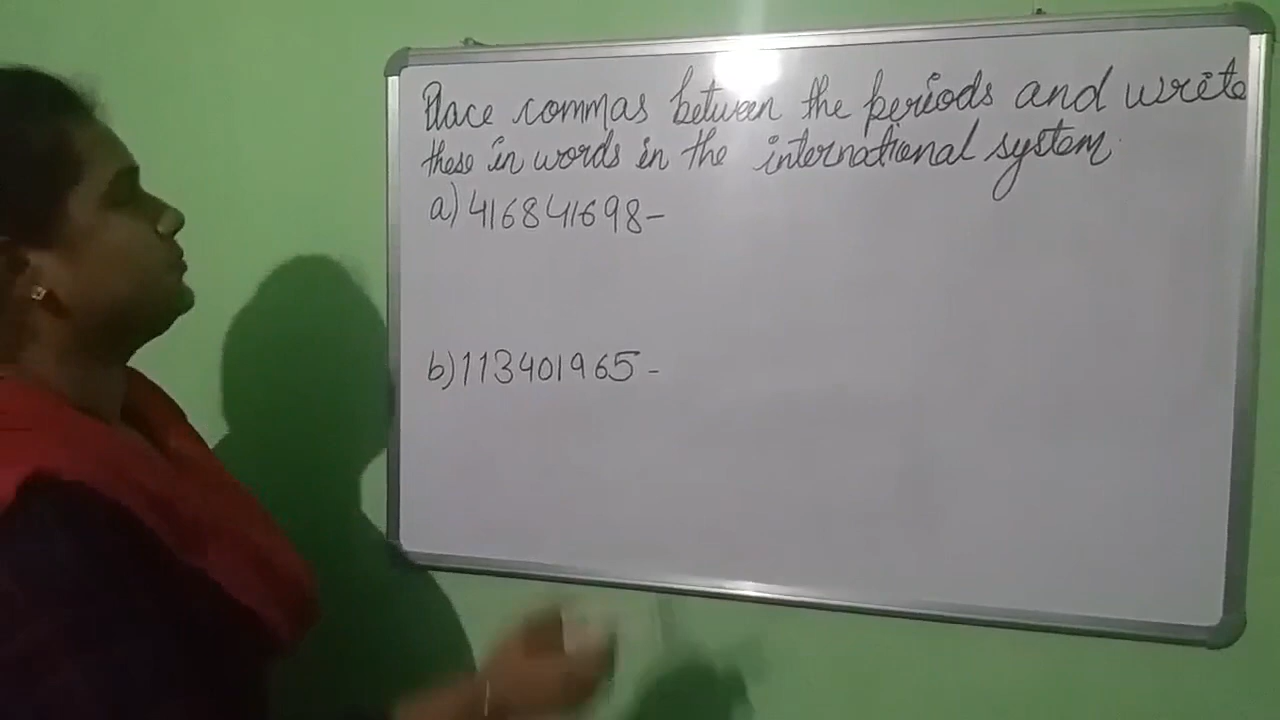 Place commas between the periods and write
these in words in the international system.
a) 416841698-
b) 113401965-